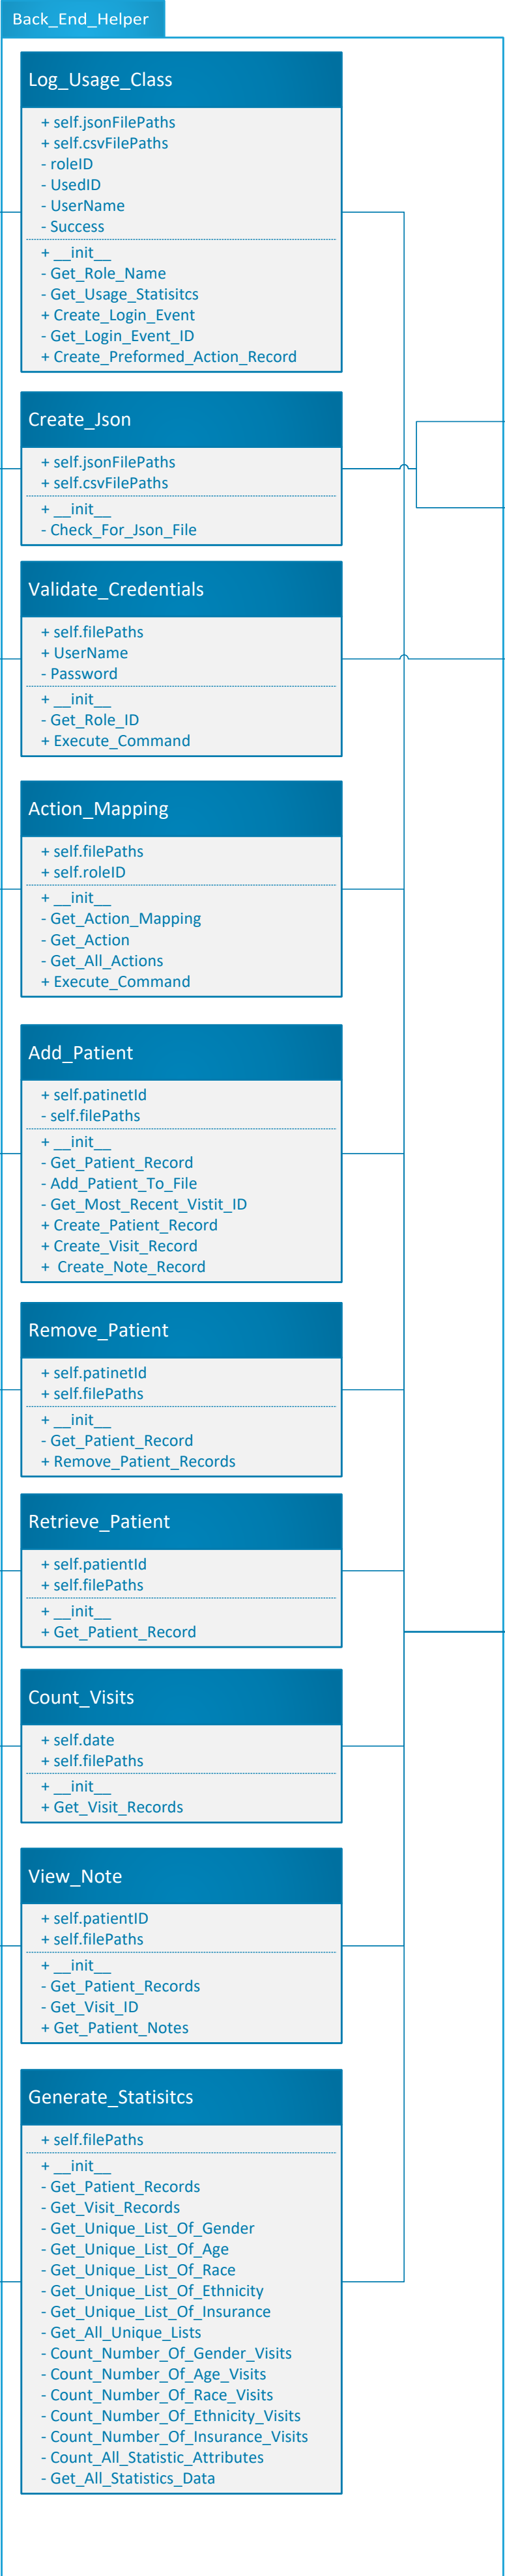 Back_End_Helper
Log_Usage_Class
+ self.jsonFilePaths
+ self.csvFilePaths
- roleID
- UsedID
- UserName
- Success
+ __init__
- Get_Role_Name
- Get_Usage_Statisitcs
+ Create_Login_Event
- Get_Login_Event_ID
+ Create_Preformed_Action_Record
Create_Json
+ self.jsonFilePaths
+ self.csvFilePaths
+ __init__
- Check_For_Json_File
Validate_Credentials
+ self.filePaths
+ UserName
- Password
+ __init__
- Get_Role_ID
+ Execute_Command
Action_Mapping
+ self.filePaths
+ self.roleID
+ __init__
- Get_Action_Mapping
- Get_Action
- Get_All_Actions
+ Execute_Command
Add_Patient
+ self.patinetId
- self.filePaths
+ __init__
- Get_Patient_Record
- Add_Patient_To_File
- Get_Most_Recent_Vistit_ID
+ Create_Patient_Record
+ Create_Visit_Record
+  Create_Note_Record
Remove_Patient
+ self.patinetId
+ self.filePaths
+ __init__
- Get_Patient_Record
+ Remove_Patient_Records
Retrieve_Patient
+ self.patientId
+ self.filePaths
+ __init__
+ Get_Patient_Record
Count_Visits
+ self.date
+ self.filePaths
+ __init__
+ Get_Visit_Records
View_Note
+ self.patientID
+ self.filePaths
+ __init__
- Get_Patient_Records
- Get_Visit_ID
+ Get_Patient_Notes
Generate_Statisitcs
+ self.filePaths
+ __init__
- Get_Patient_Records
- Get_Visit_Records
- Get_Unique_List_Of_Gender
- Get_Unique_List_Of_Age
- Get_Unique_List_Of_Race
- Get_Unique_List_Of_Ethnicity
- Get_Unique_List_Of_Insurance
- Get_All_Unique_Lists
- Count_Number_Of_Gender_Visits
- Count_Number_Of_Age_Visits
- Count_Number_Of_Race_Visits
- Count_Number_Of_Ethnicity_Visits
- Count_Number_Of_Insurance_Visits
- Count_All_Statistic_Attributes
- Get_All_Statistics_Data